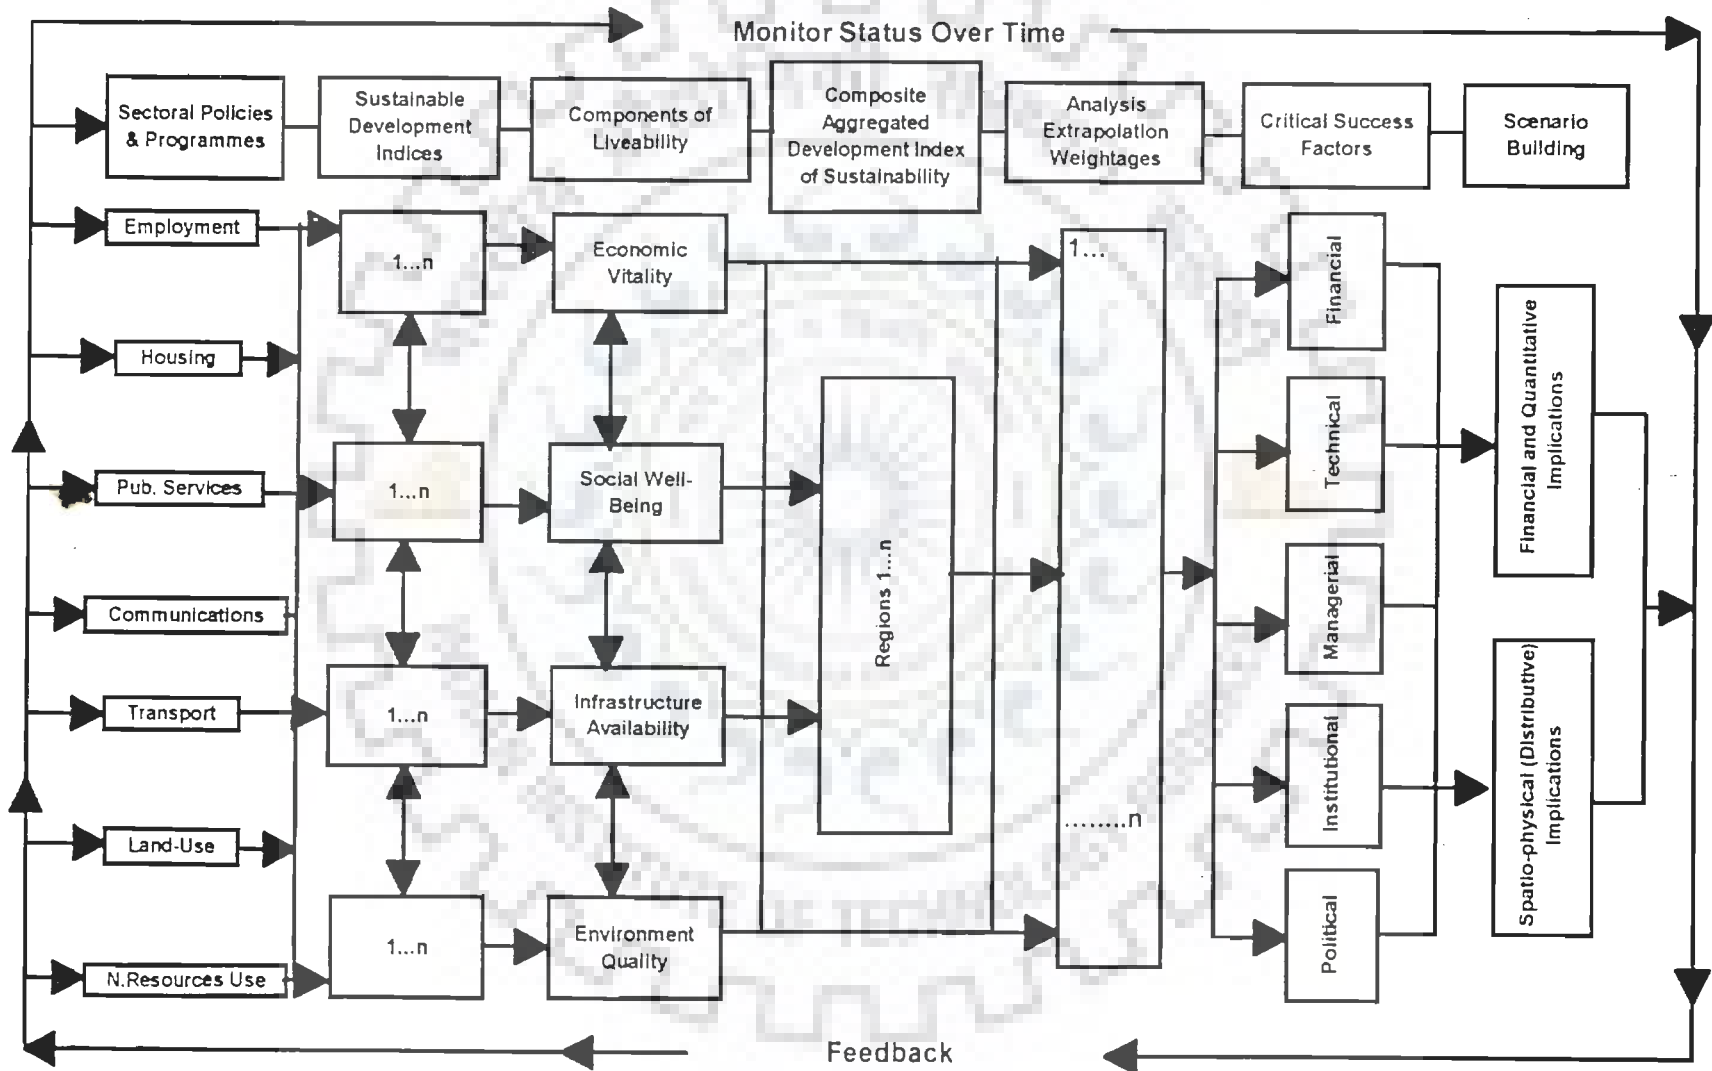 Monitor Status Over Time
Sectoral Policies
& Programmes
Sustainable
Development
Indices
Components of
Liveability
Composite
Aggregated
Development Index
of Sustainability
Analysis
Extrapolation
Weightages
Critical Success
Factors
Scenario
Building
Employment
Housing
Pub. Services
Communications
Transport
Land-Use
N.Resources Use
1...n
1...n
1...n
1...n
Economic
Vitality
Social Well-
Being
Infrastructure
Availability
Environment
Quality
Regions 1...n
1...
........n
Financial
Technical
Managerial
Institutional
Political
Financial and Quantitative
Implications
Spatio-physical (Distributive)
Implications
Feedback